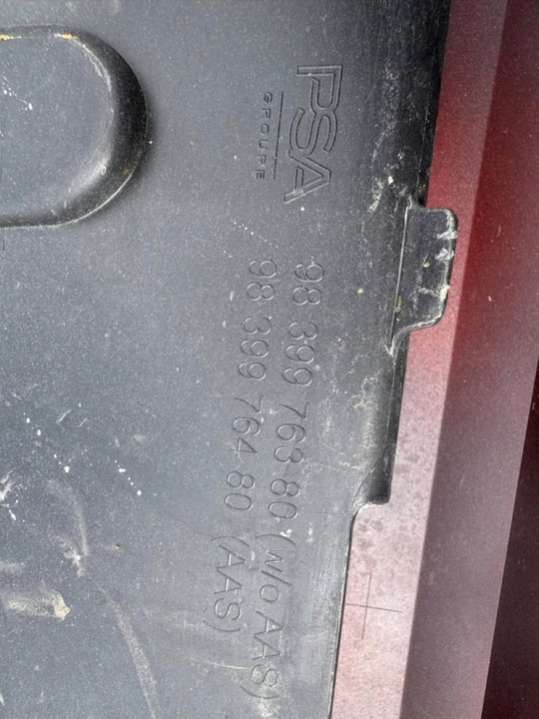 PSA
GROUPE
98 399 763 80 (w/o AAS)
98 399 764 80 (AAS)